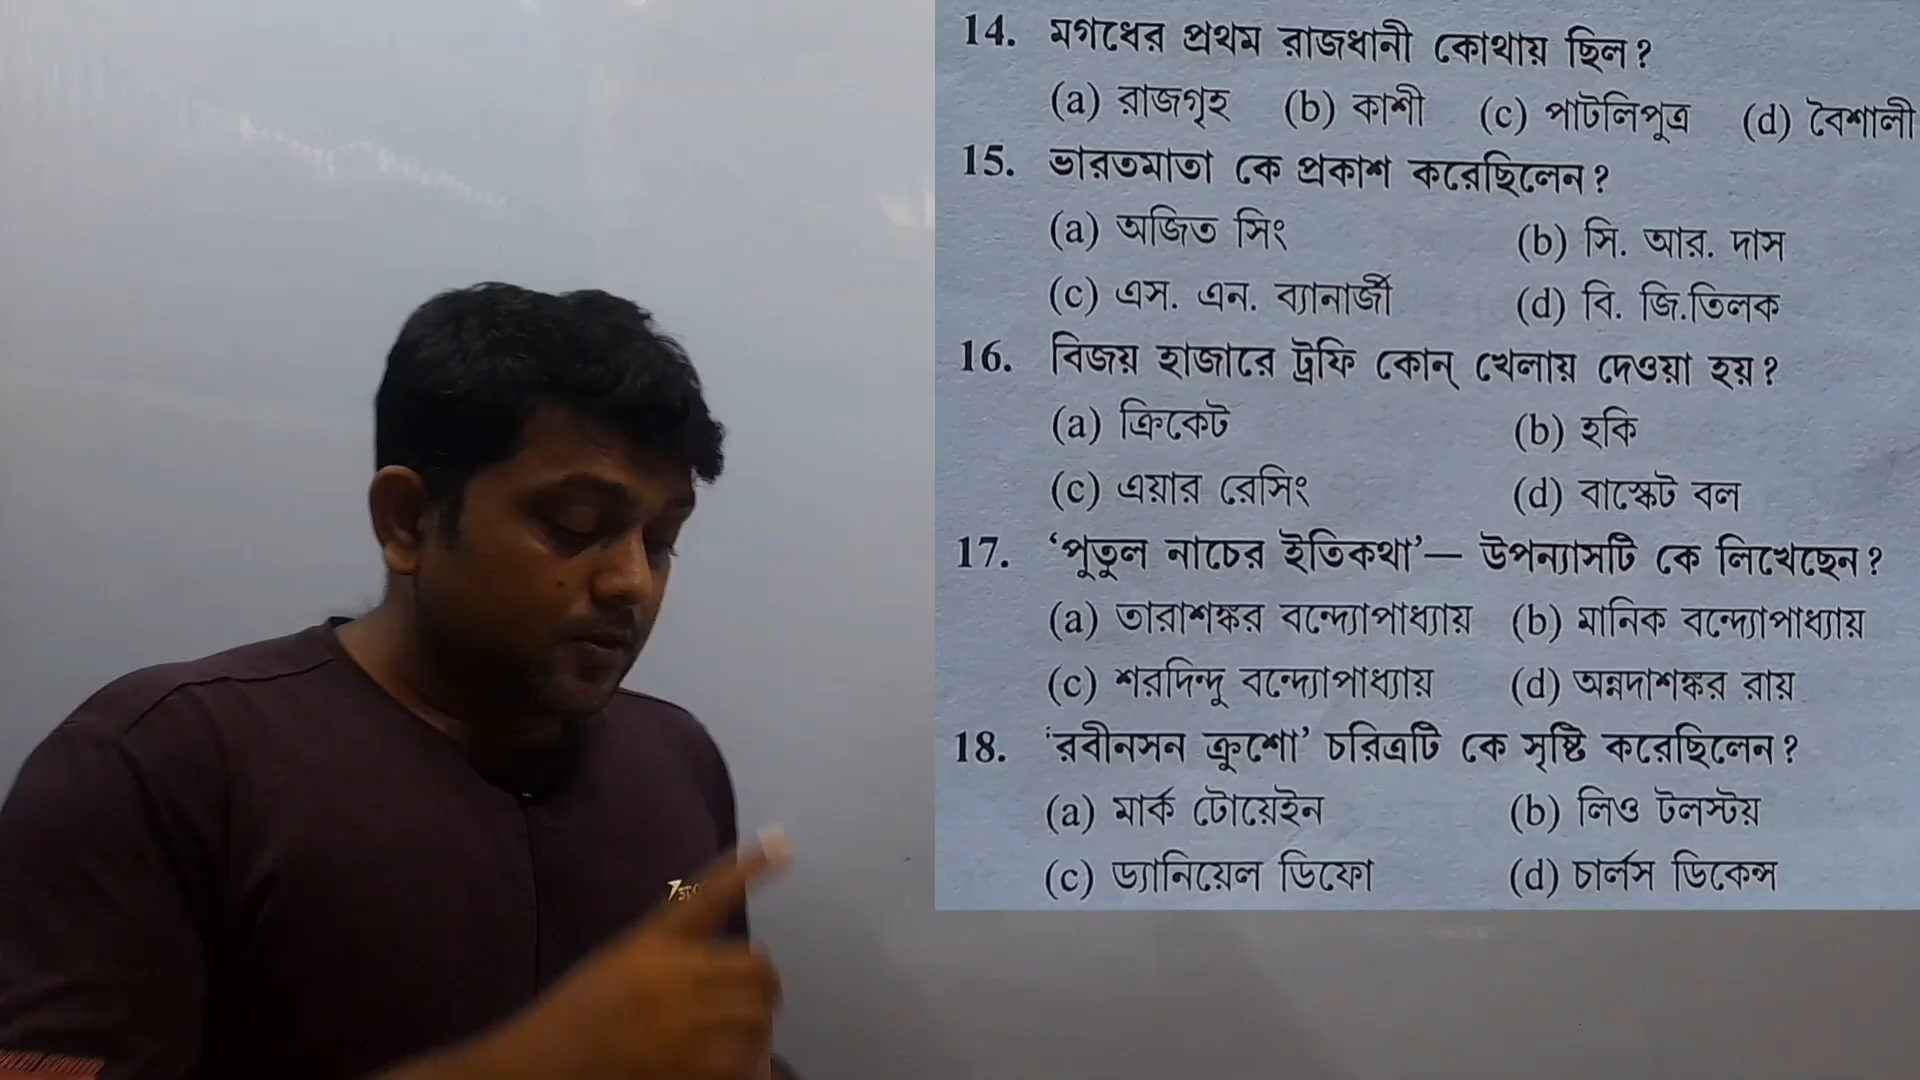 14. মগধের প্রথম রাজধানী কোথায় ছিল?
(a) রাজগৃহ (b) কাশী (c) পাটলিপুত্র (d) বৈশালী
15. ভারতমাতা কে প্রকাশ করেছিলেন?
(a) অজিত সিং (b) সি. আর. দাস
(c) এস. এন. ব্যানার্জী (d) বি. জি.তিলক
16. বিজয় হাজারে ট্রফি কোন্ খেলায় দেওয়া হয়?
(a) ক্রিকেট (b) হকি
(c) এয়ার রেসিং (d) বাস্কেট বল
17. ‘পুতুল নাচের ইতিকথা’— উপন্যাসটি কে লিখেছেন?
(a) তারাশঙ্কর বন্দ্যোপাধ্যায় (b) মানিক বন্দ্যোপাধ্যায়
(c) শরদিন্দু বন্দ্যোপাধ্যায় (d) অন্নদাশঙ্কর রায়
18. ‘রবীনসন ক্রুশো’ চরিত্রটি কে সৃষ্টি করেছিলেন?
(a) মার্ক টোয়েইন (b) লিও টলস্টয়
(c) ড্যানিয়েল ডিফো (d) চার্লস ডিকেন্স